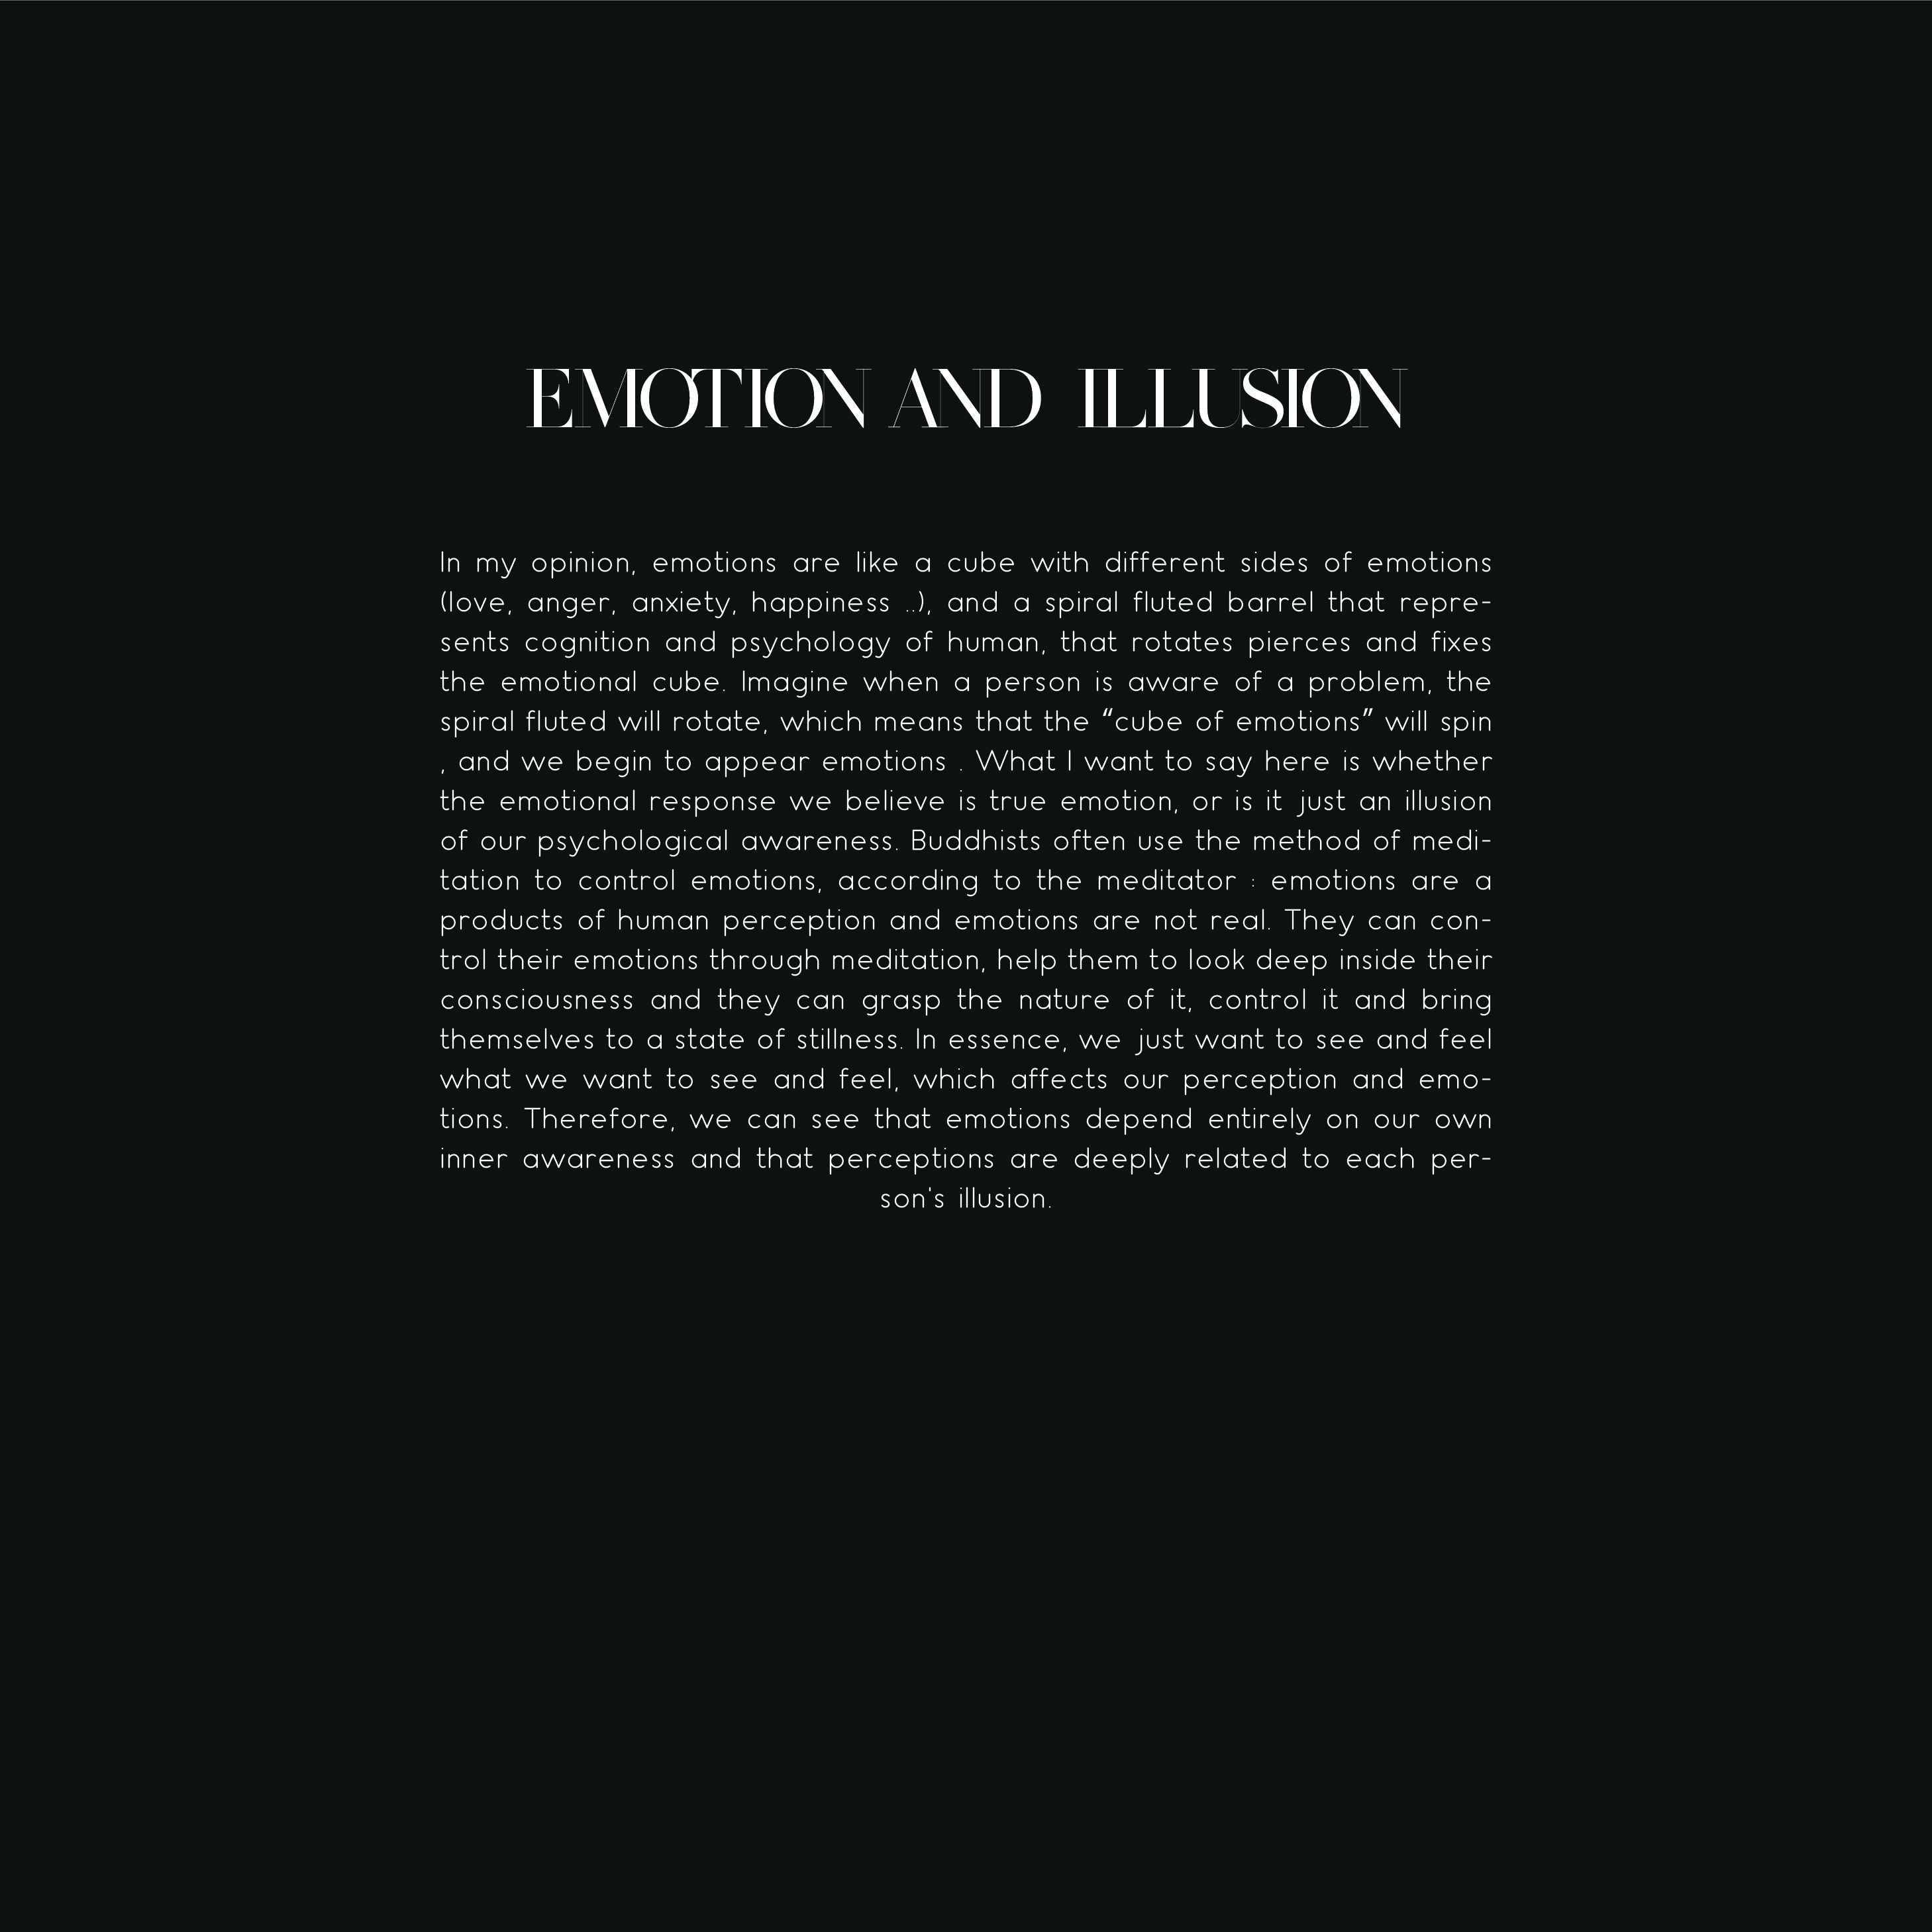 EMOTION AND ILLUSION
In my opinion, emotions are like a cube with different sides of emotions
(love, anger, anxiety, happiness ..), and a spiral fluted barrel that repre-
sents cognition and psychology of human, that rotates pierces and fixes
the emotional cube. Imagine when a person is aware of a problem, the
spiral fluted will rotate, which means that the “cube of emotions” will spin
, and we begin to appear emotions . What I want to say here is whether
the emotional response we believe is true emotion, or is it just an illusion
of our psychological awareness. Buddhists often use the method of medi-
tation to control emotions, according to the meditator : emotions are a
products of human perception and emotions are not real. They can con-
trol their emotions through meditation, help them to look deep inside their
consciousness and they can grasp the nature of it, control it and bring
themselves to a state of stillness. In essence, we just want to see and feel
what we want to see and feel, which affects our perception and emo-
tions. Therefore, we can see that emotions depend entirely on our own
inner awareness and that perceptions are deeply related to each per-
son's illusion.